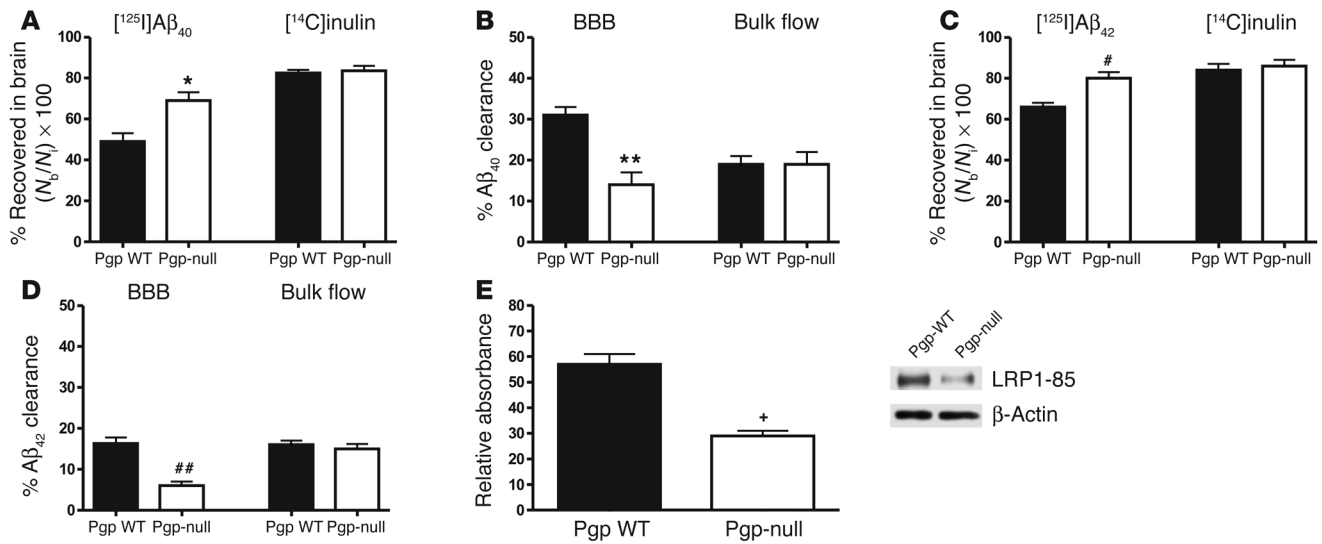 A
[¹²⁵I]Aβ₄₀ [¹⁴C]inulin
% Recovered in brain
(N_b/N_i) × 100
100
80
60
40
20
0
*
Pgp WT Pgp-null Pgp WT Pgp-null
B
BBB Bulk flow
% Aβ₄₀ clearance
50
40
30
20
10
0
**
Pgp WT Pgp-null Pgp WT Pgp-null
C
[¹²⁵I]Aβ₄₂ [¹⁴C]inulin
% Recovered in brain
(N_b/N_i) × 100
100
80
60
40
20
0
#
Pgp WT Pgp-null Pgp WT Pgp-null
D
BBB Bulk flow
% Aβ₄₂ clearance
50
40
30
20
10
0
##
Pgp WT Pgp-null Pgp WT Pgp-null
E
Relative absorbance
80
70
60
50
40
30
20
10
0
+
Pgp WT Pgp-null
Pgp-WT
Pgp-null
LRP1-85
β-Actin